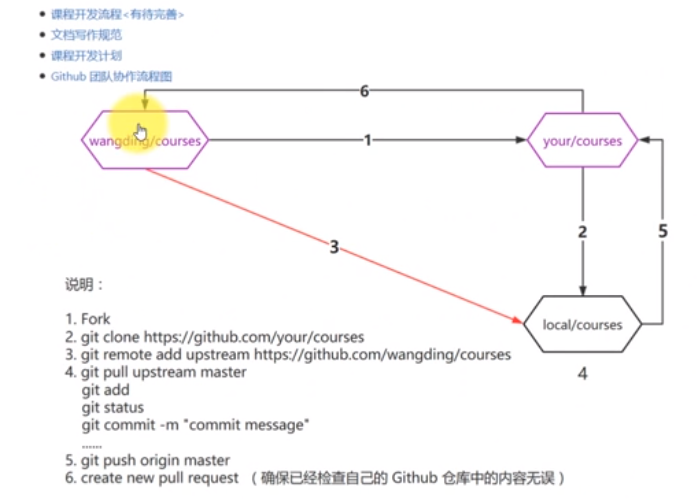 课程开发流程<有待完善>
文档写作规范
课程开发计划
Github 团队协作流程图
6
wangding/courses
1
your/courses
2
5
3
local/courses
4
说明：
1. Fork
2. git clone https://github.com/your/courses
3. git remote add upstream https://github.com/wangding/courses
4. git pull upstream master
git add
git status
git commit -m "commit message"
......
5. git push origin master
6. create new pull request （确保已经检查自己的 Github 仓库中的内容无误）